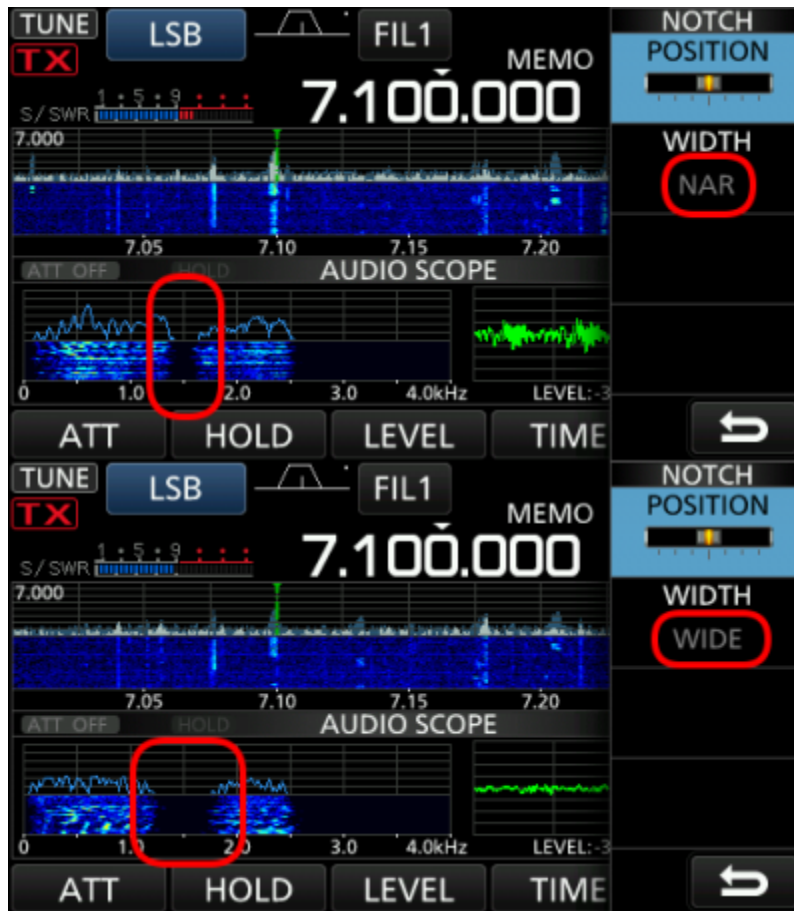 TUNE LSB FIL1 NOTCH
TX MEMO POSITION
S/SWR 1 • 5 • 9 7.100.000
7.000 WIDTH
NAR
7.05 7.10 7.15 7.20
ATT OFF HOLD AUDIO SCOPE
0 1.0 2.0 3.0 4.0kHz LEVEL:-3
ATT HOLD LEVEL TIME
TUNE LSB FIL1 NOTCH
TX MEMO POSITION
S/SWR 1 • 5 • 9 7.100.000
7.000 WIDTH
WIDE
7.05 7.10 7.15 7.20
ATT OFF HOLD AUDIO SCOPE
0 1.0 2.0 3.0 4.0kHz LEVEL:-3
ATT HOLD LEVEL TIME